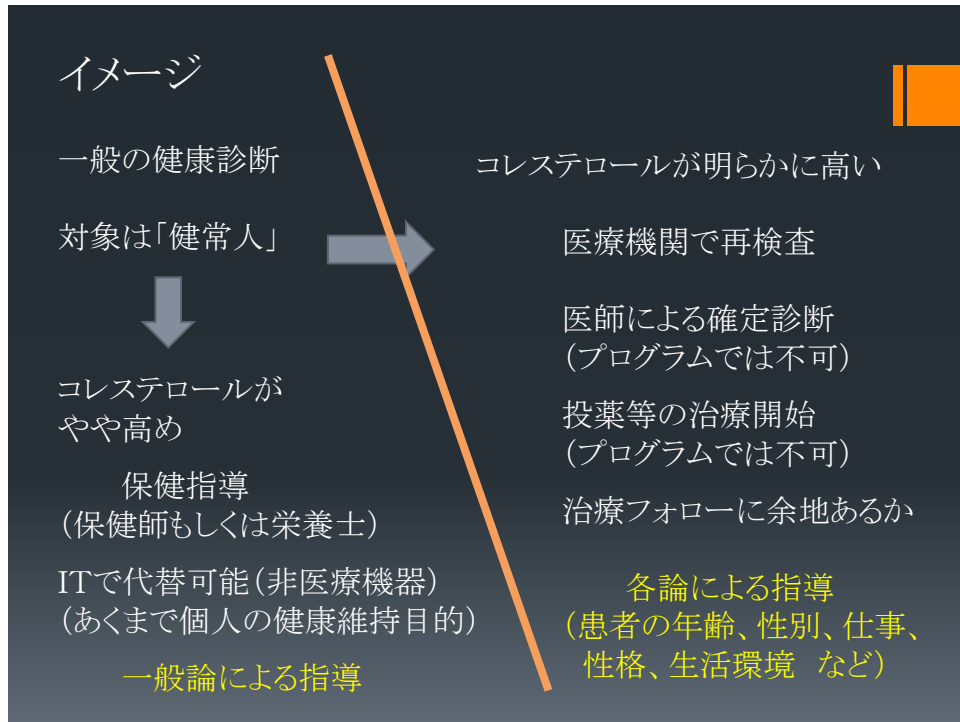 イメージ
一般の健康診断
対象は「健常人」
コレステロールが
やや高め
保健指導
（保健師もしくは栄養士）
ITで代替可能（非医療機器）
（あくまで個人の健康維持目的）
一般論による指導
コレステロールが明らかに高い
医療機関で再検査
医師による確定診断
（プログラムでは不可）
投薬等の治療開始
（プログラムでは不可）
治療フォローに余地あるか
各論による指導
（患者の年齢、性別、仕事、
性格、生活環境　など）